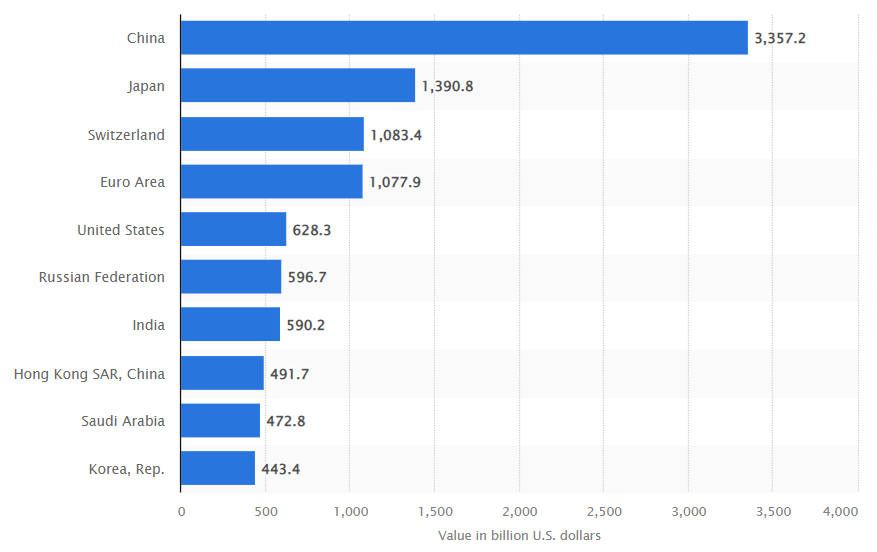 China 3,357.2
Japan 1,390.8
Switzerland 1,083.4
Euro Area 1,077.9
United States 628.3
Russian Federation 596.7
India 590.2
Hong Kong SAR, China 491.7
Saudi Arabia 472.8
Korea, Rep. 443.4
0 500 1,000 1,500 2,000 2,500 3,000 3,500 4,000
Value in billion U.S. dollars